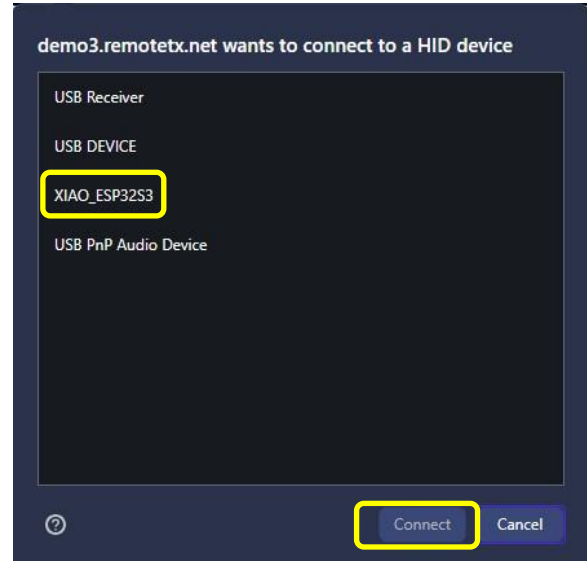 demo3.remotetx.net wants to connect to a HID device
USB Receiver
USB DEVICE
XIAO_ESP32S3
USB PnP Audio Device
?
Connect Cancel